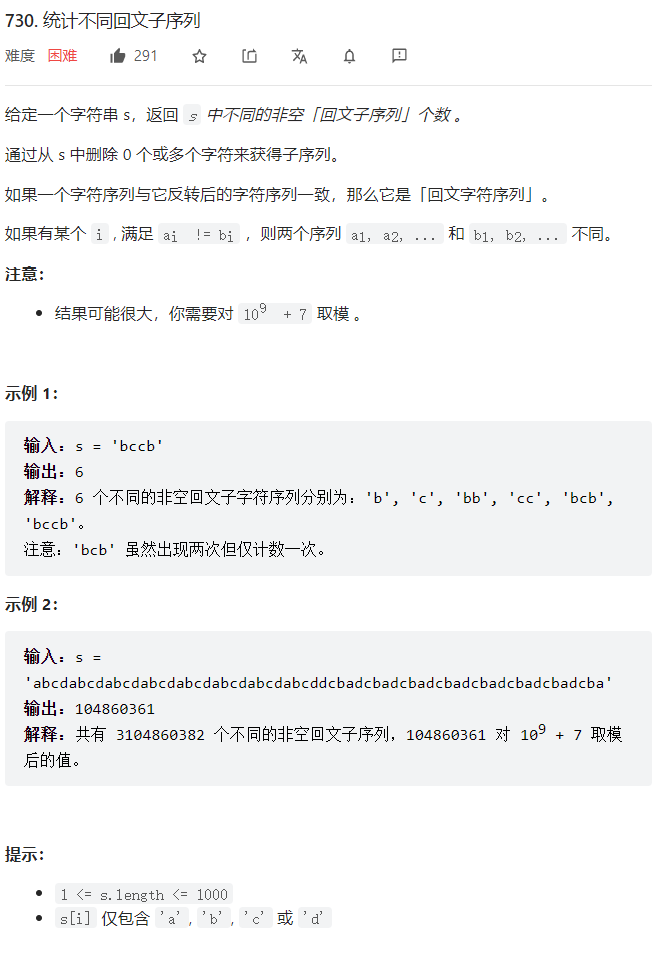 730. 统计不同回文子序列
难度 困难 291
给定一个字符串 s，返回 s 中不同的非空「回文子序列」个数 。
通过从 s 中删除 0 个或多个字符来获得子序列。
如果一个字符序列与它反转后的字符序列一致，那么它是「回文字符序列」。
如果有某个 i , 满足 ai != bi ，则两个序列 a1, a2, ... 和 b1, b2, ... 不同。
注意：
• 结果可能很大，你需要对 10^9 + 7 取模 。
示例 1：
输入：s = 'bccb'
输出：6
解释：6 个不同的非空回文子字符序列分别为：'b', 'c', 'bb', 'cc', 'bcb',
'bccb'。
注意：'bcb' 虽然出现两次但仅计数一次。
示例 2：
输入：s =
'abcdabcdabcdabcdabcdabcdabcdabcddcbadcbadcbadcbadcbadcbadcbadcba'
输出：104860361
解释：共有 3104860382 个不同的非空回文子序列，104860361 对 10^9 + 7 取模
后的值。
提示：
• 1 <= s.length <= 1000
• s[i] 仅包含 'a', 'b', 'c' 或 'd'